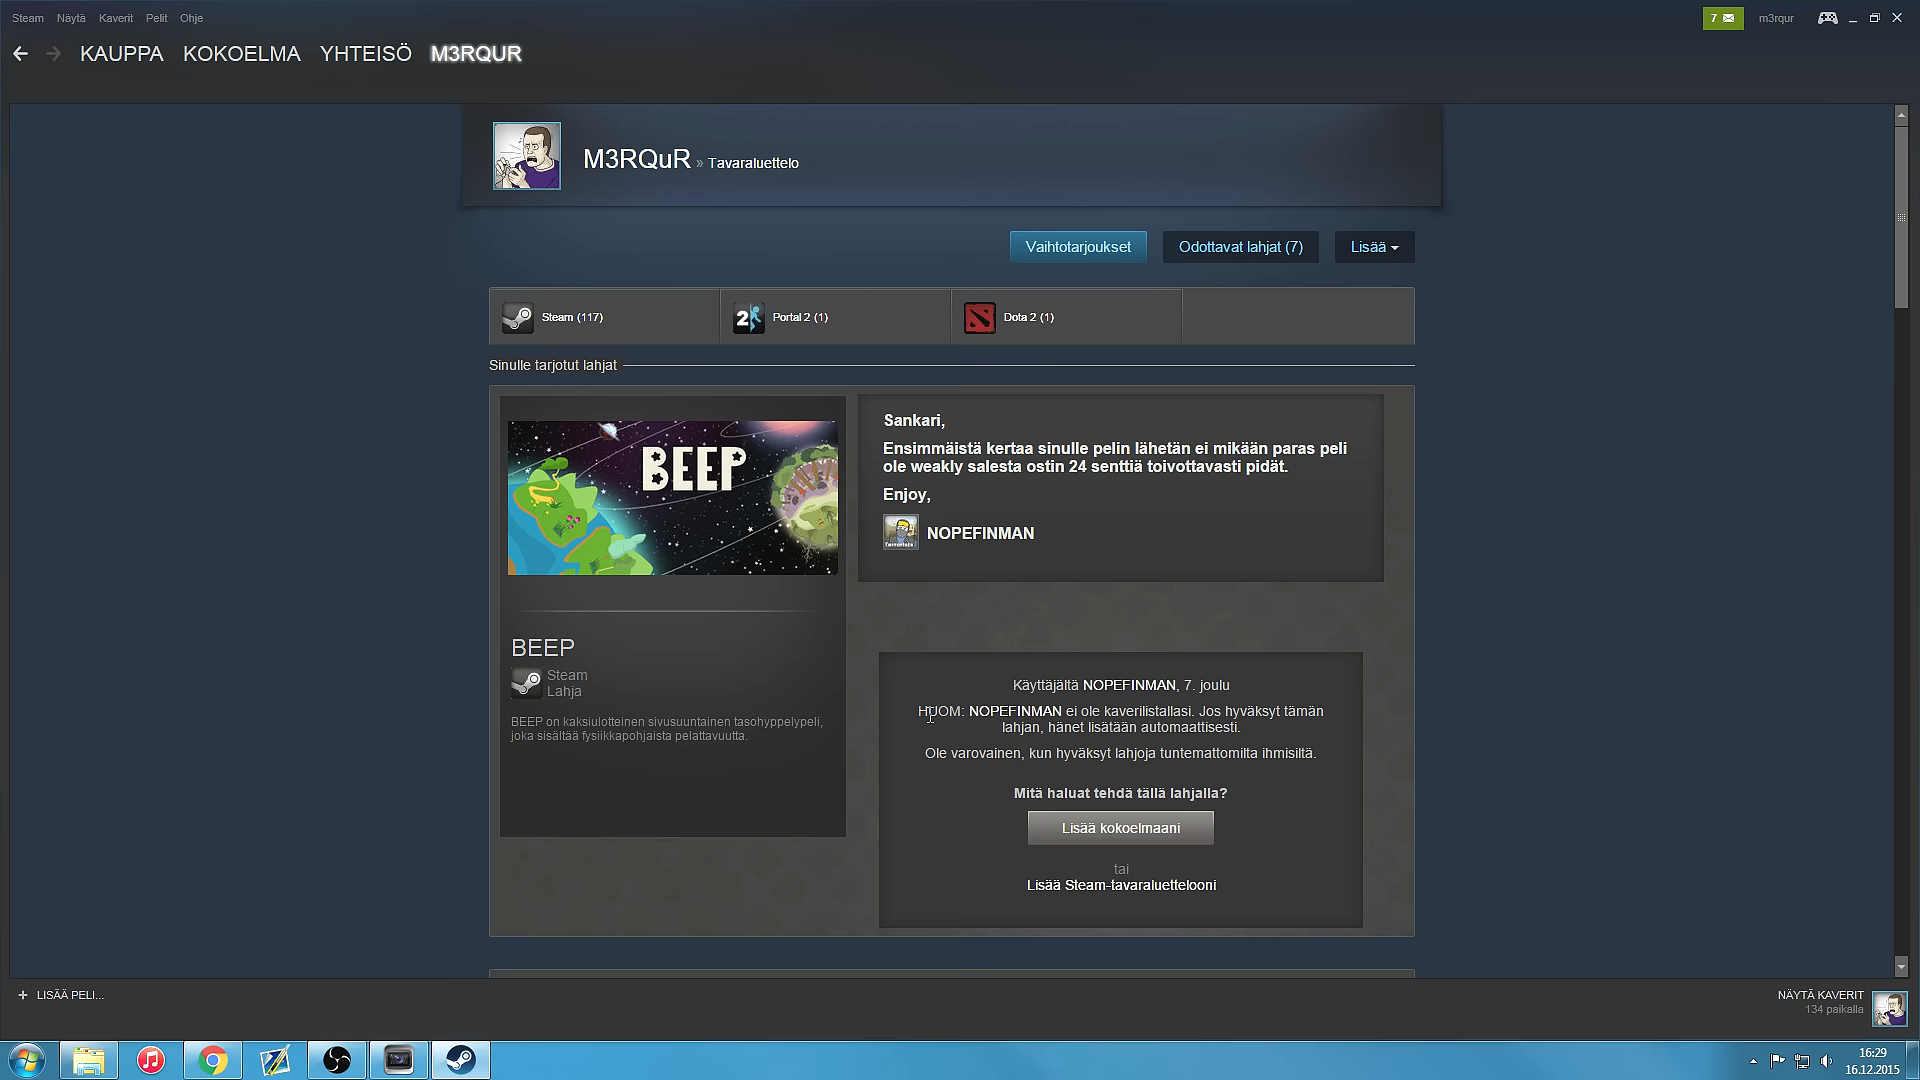 Steam Näytä Kaverit Pelit Ohje
7 m3rqur
KAUPPA KOKOELMA YHTEISÖ M3RQUR
M3RQuR » Tavaraluettelo
Vaihtotarjoukset Odottavat lahjat (7) Lisää
Steam (117) Portal 2 (1) Dota 2 (1)
Sinulle tarjotut lahjat
BEEP
Sankari,
Ensimmäistä kertaa sinulle pelin lähetän ei mikään paras peli
ole weakly salesta ostin 24 senttiä toivottavasti pidät.
Enjoy,
NOPEFINMAN
BEEP
Steam
Lahja
BEEP on kaksiulotteinen sivusuuntainen tasohyppelypeli,
joka sisältää fysiikkapohjaista pelattavuutta.
Käyttäjältä NOPEFINMAN, 7. joulu
HUOM: NOPEFINMAN ei ole kaverilistallasi. Jos hyväksyt tämän
lahjan, hänet lisätään automaattisesti.
Ole varovainen, kun hyväksyt lahjoja tuntemattomilta ihmisiltä.
Mitä haluat tehdä tällä lahjalla?
Lisää kokoelmaani
tai
Lisää Steam-tavaraluettelooni
+ LISÄÄ PELI...
NÄYTÄ KAVERIT
134 paikalla
16:29
16.12.2015